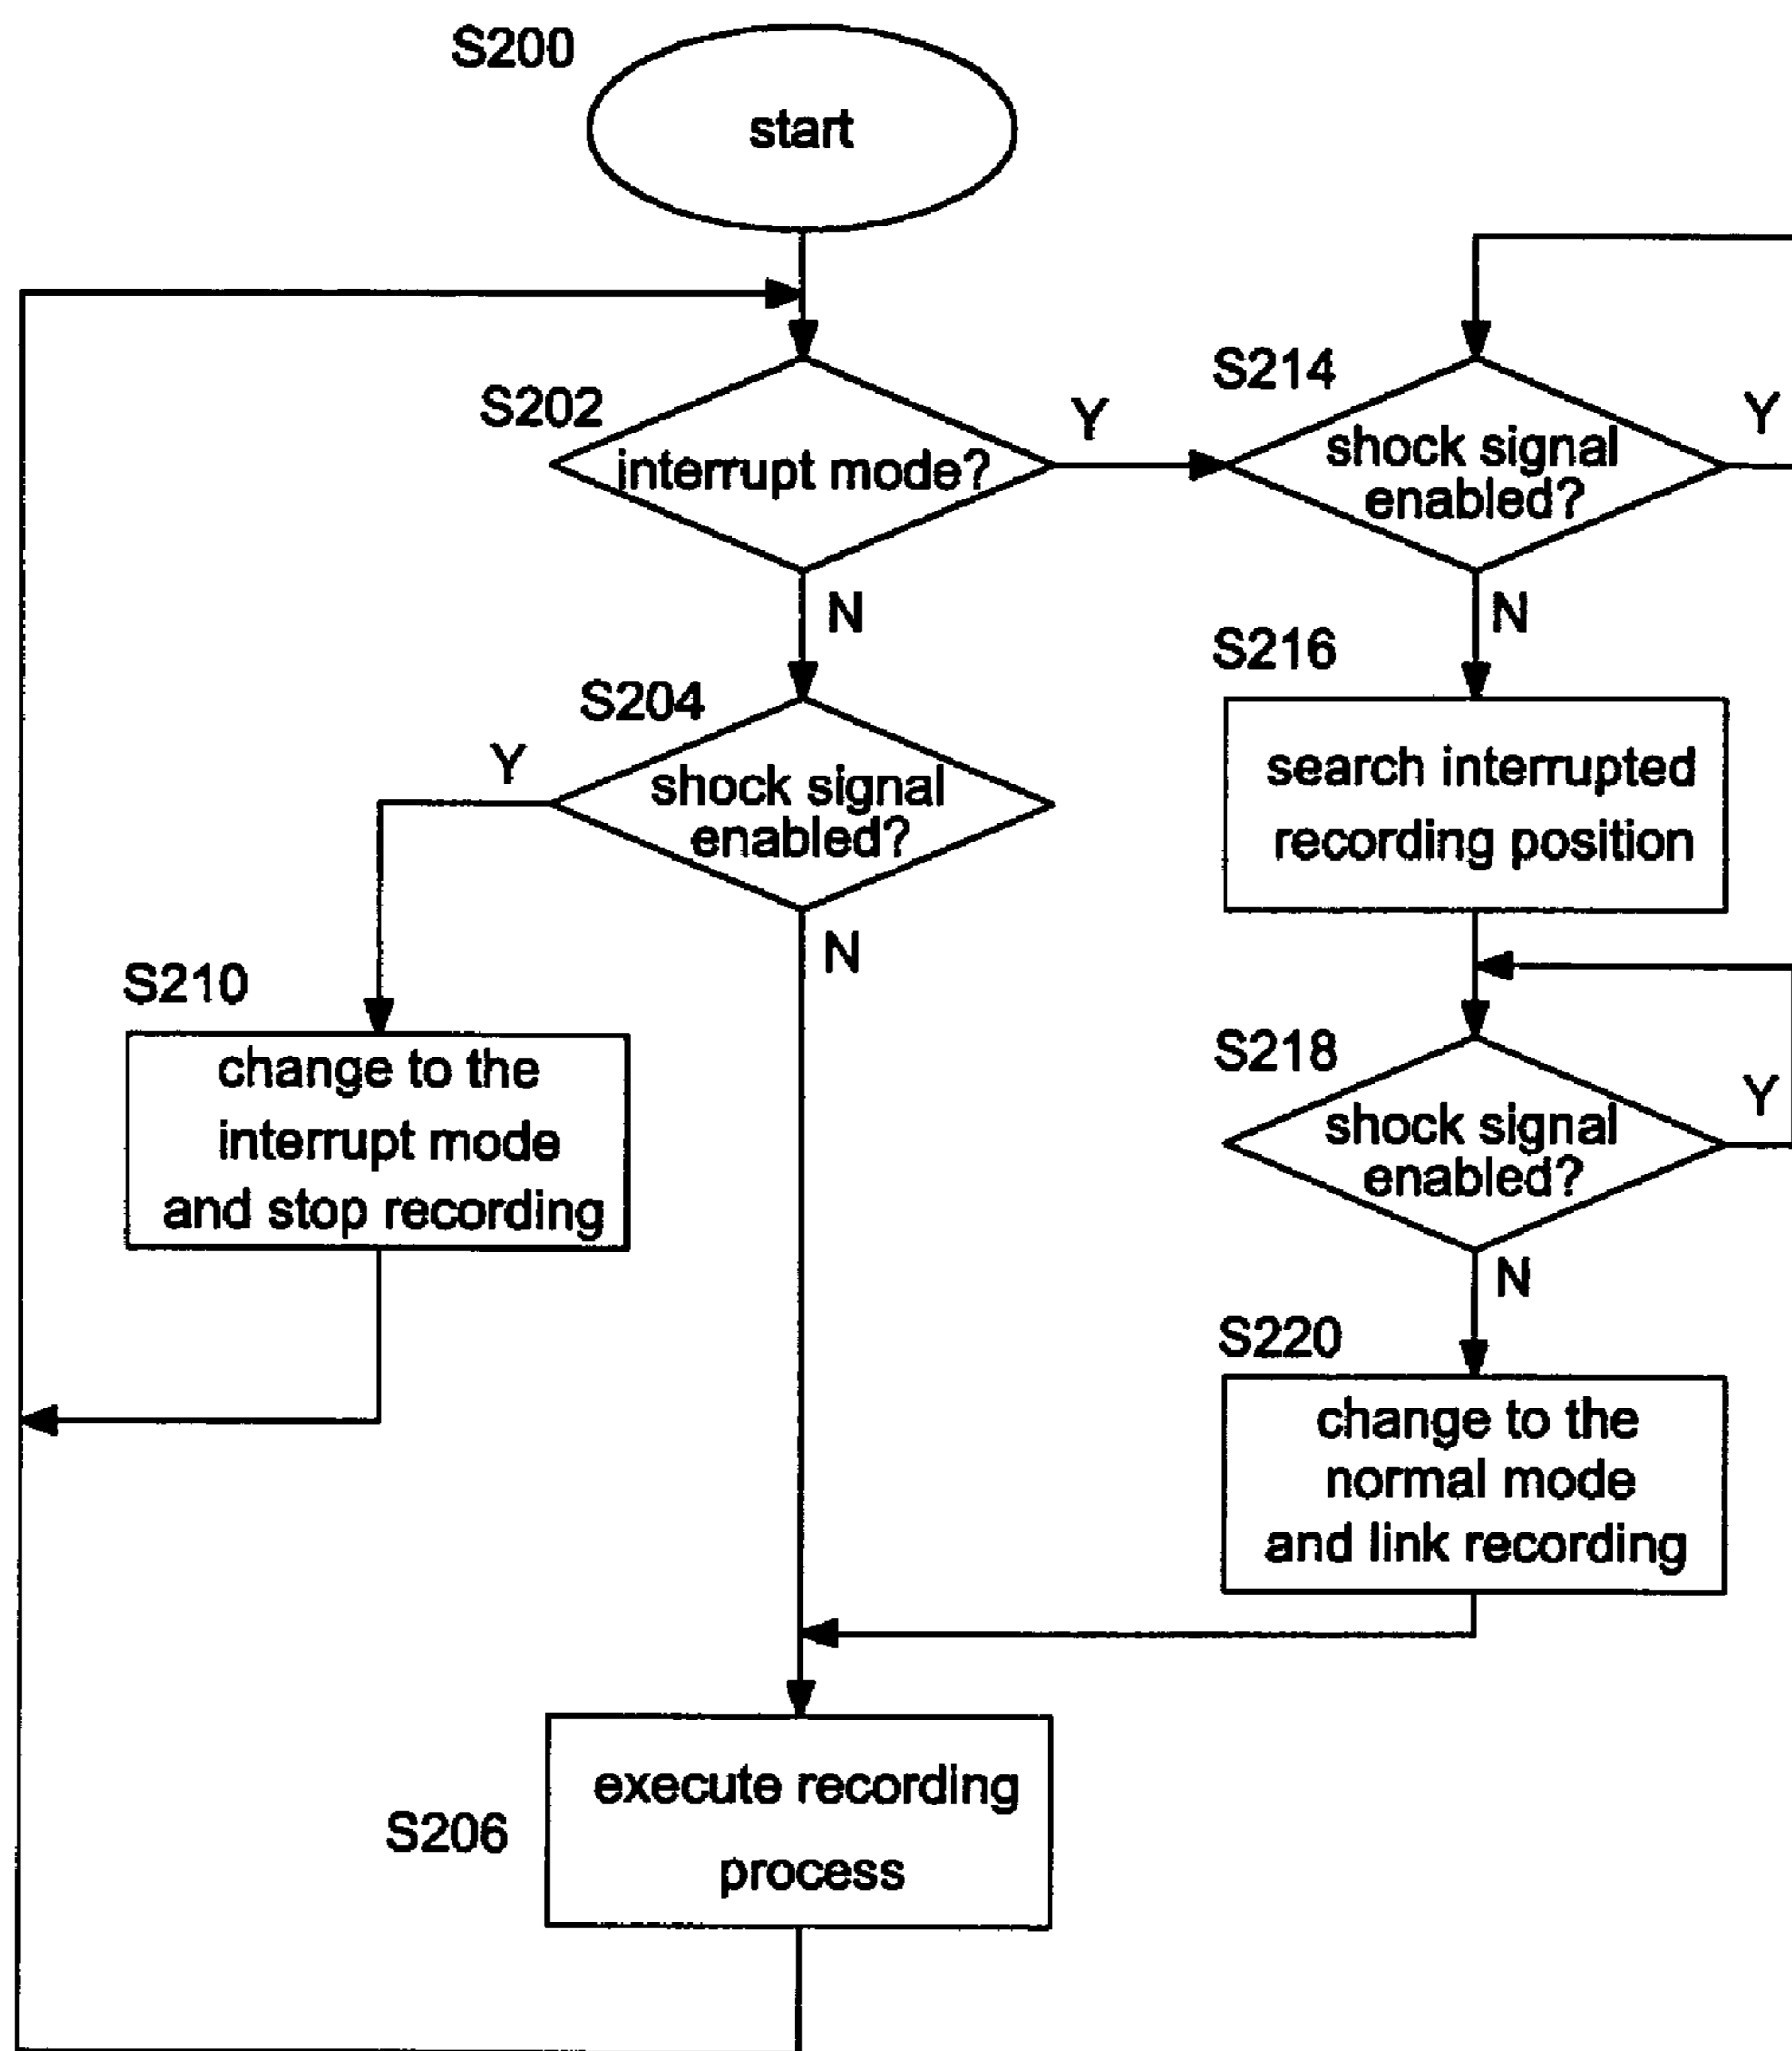 S200
start
S202
interrupt mode?
Y
N
S214
shock signal
enabled?
Y
N
S204
shock signal
enabled?
Y
N
S216
search interrupted
recording position
S210
change to the
interrupt mode
and stop recording
S218
shock signal
enabled?
Y
N
S220
change to the
normal mode
and link recording
S206
execute recording
process